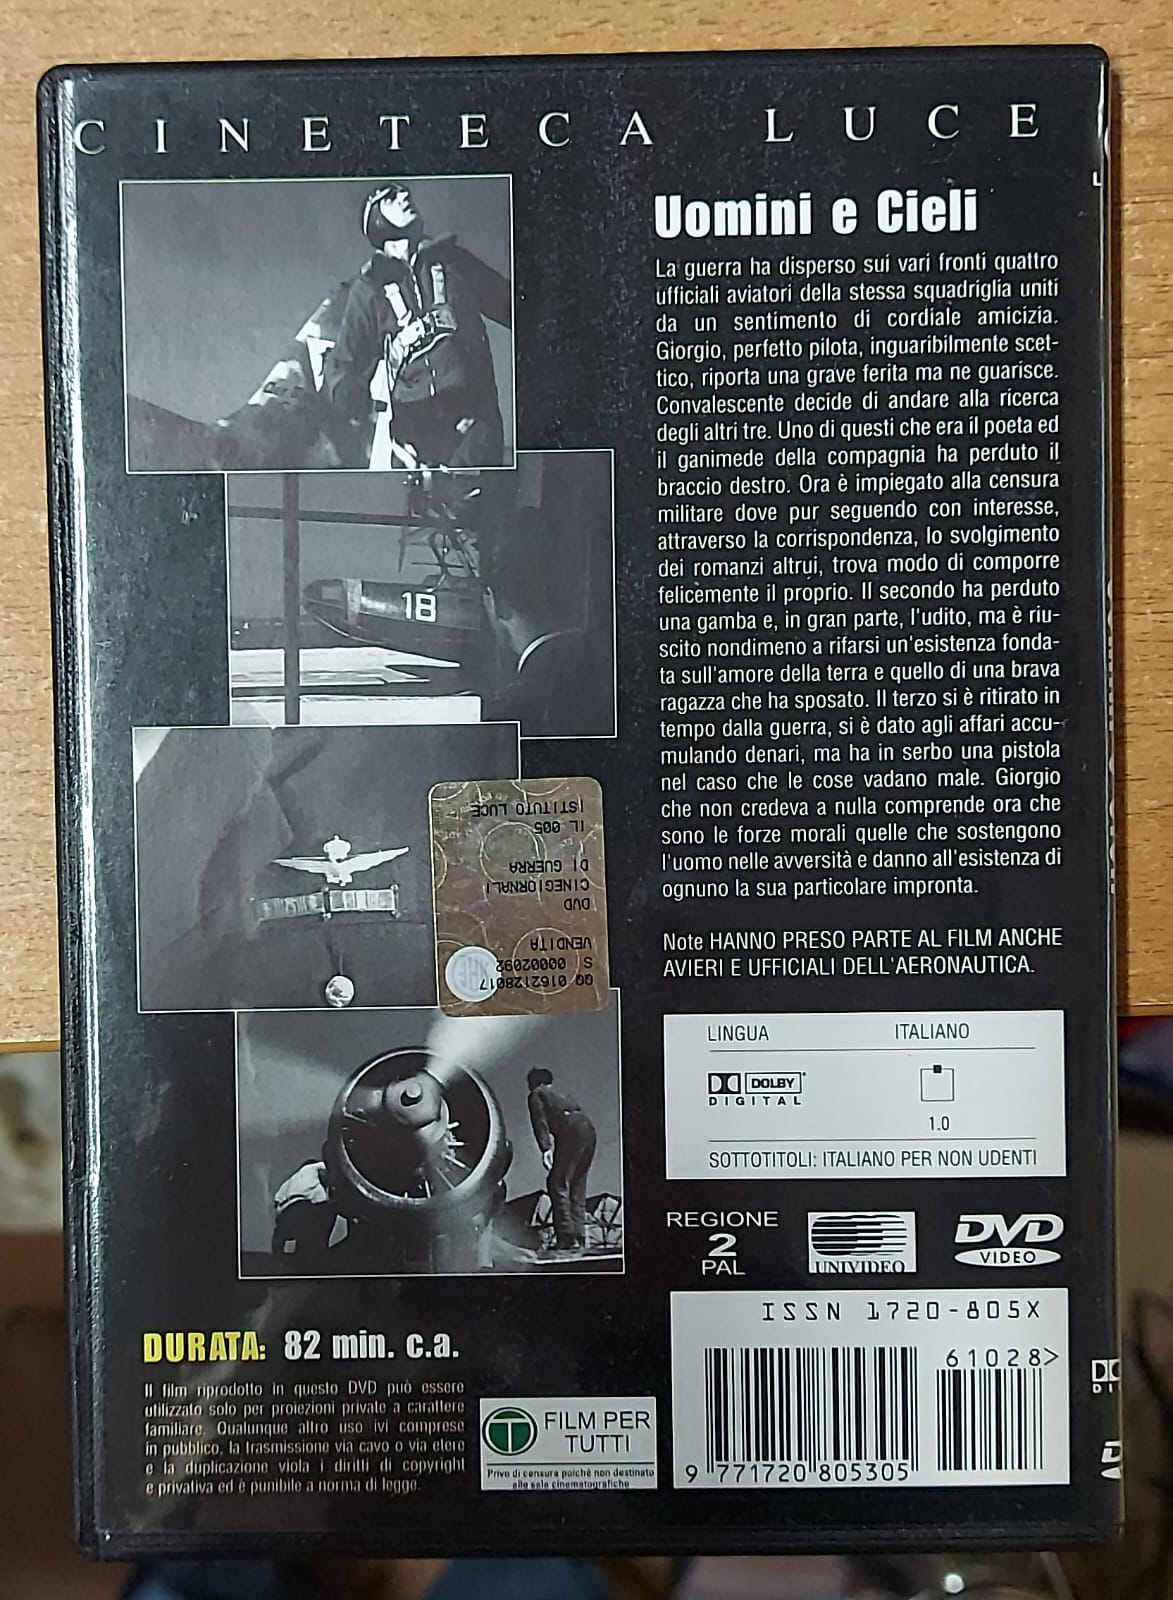 CINETECA LUCE
Uomini e Cieli
La guerra ha disperso sui vari fronti quattro
ufficiali aviatori della stessa squadriglia uniti
da un sentimento di cordiale amicizia.
Giorgio, perfetto pilota, inguaribilmente scet-
tico, riporta una grave ferita ma ne guarisce.
Convalescente decide di andare alla ricerca
degli altri tre. Uno di questi che era il poeta ed
il ganimede della compagnia ha perduto il
braccio destro. Ora è impiegato alla censura
militare dove pur seguendo con interesse,
attraverso la corrispondenza, lo svolgimento
dei romanzi altrui, trova modo di comporre
felicemente il proprio. Il secondo ha perduto
una gamba e, in gran parte, l'udito, ma è riu-
scito nondimeno a rifarsi un'esistenza fonda-
ta sull'amore della terra e quello di una brava
ragazza che ha sposato. Il terzo si è ritirato in
tempo dalla guerra, si è dato agli affari accu-
mulando denari, ma ha in serbo una pistola
nel caso che le cose vadano male. Giorgio
che non credeva a nulla comprende ora che
sono le forze morali quelle che sostengono
l'uomo nelle avversità e danno all'esistenza di
ognuno la sua particolare impronta.
Note HANNO PRESO PARTE AL FILM ANCHE
AVIERI E UFFICIALI DELL'AERONAUTICA.
18
QQ 0162128017
S 00002092
VENDITA
DVD
CINEGIORNALI
DI GUERRA
IL 005
ISTITUTO LUCE
LINGUA ITALIANO
DOLBY
DIGITAL
1.0
SOTTOTITOLI: ITALIANO PER NON UDENTI
REGIONE
2
PAL
UNIVIDEO
DVD
VIDEO
ISSN 1720-805X
61028>
9 771720 805305
DURATA: 82 min. c.a.
Il film riprodotto in questo DVD può essere
utilizzato solo per proiezioni private a carattere
familiare. Qualunque altro uso ivi comprese
in pubblico, la trasmissione via cavo o via etere
e la duplicazione viola i diritti di copyright
e privativa ed è punibile a norma di legge.
T FILM PER
TUTTI
Privo di censura poichè non destinato
alle sale cinematografiche